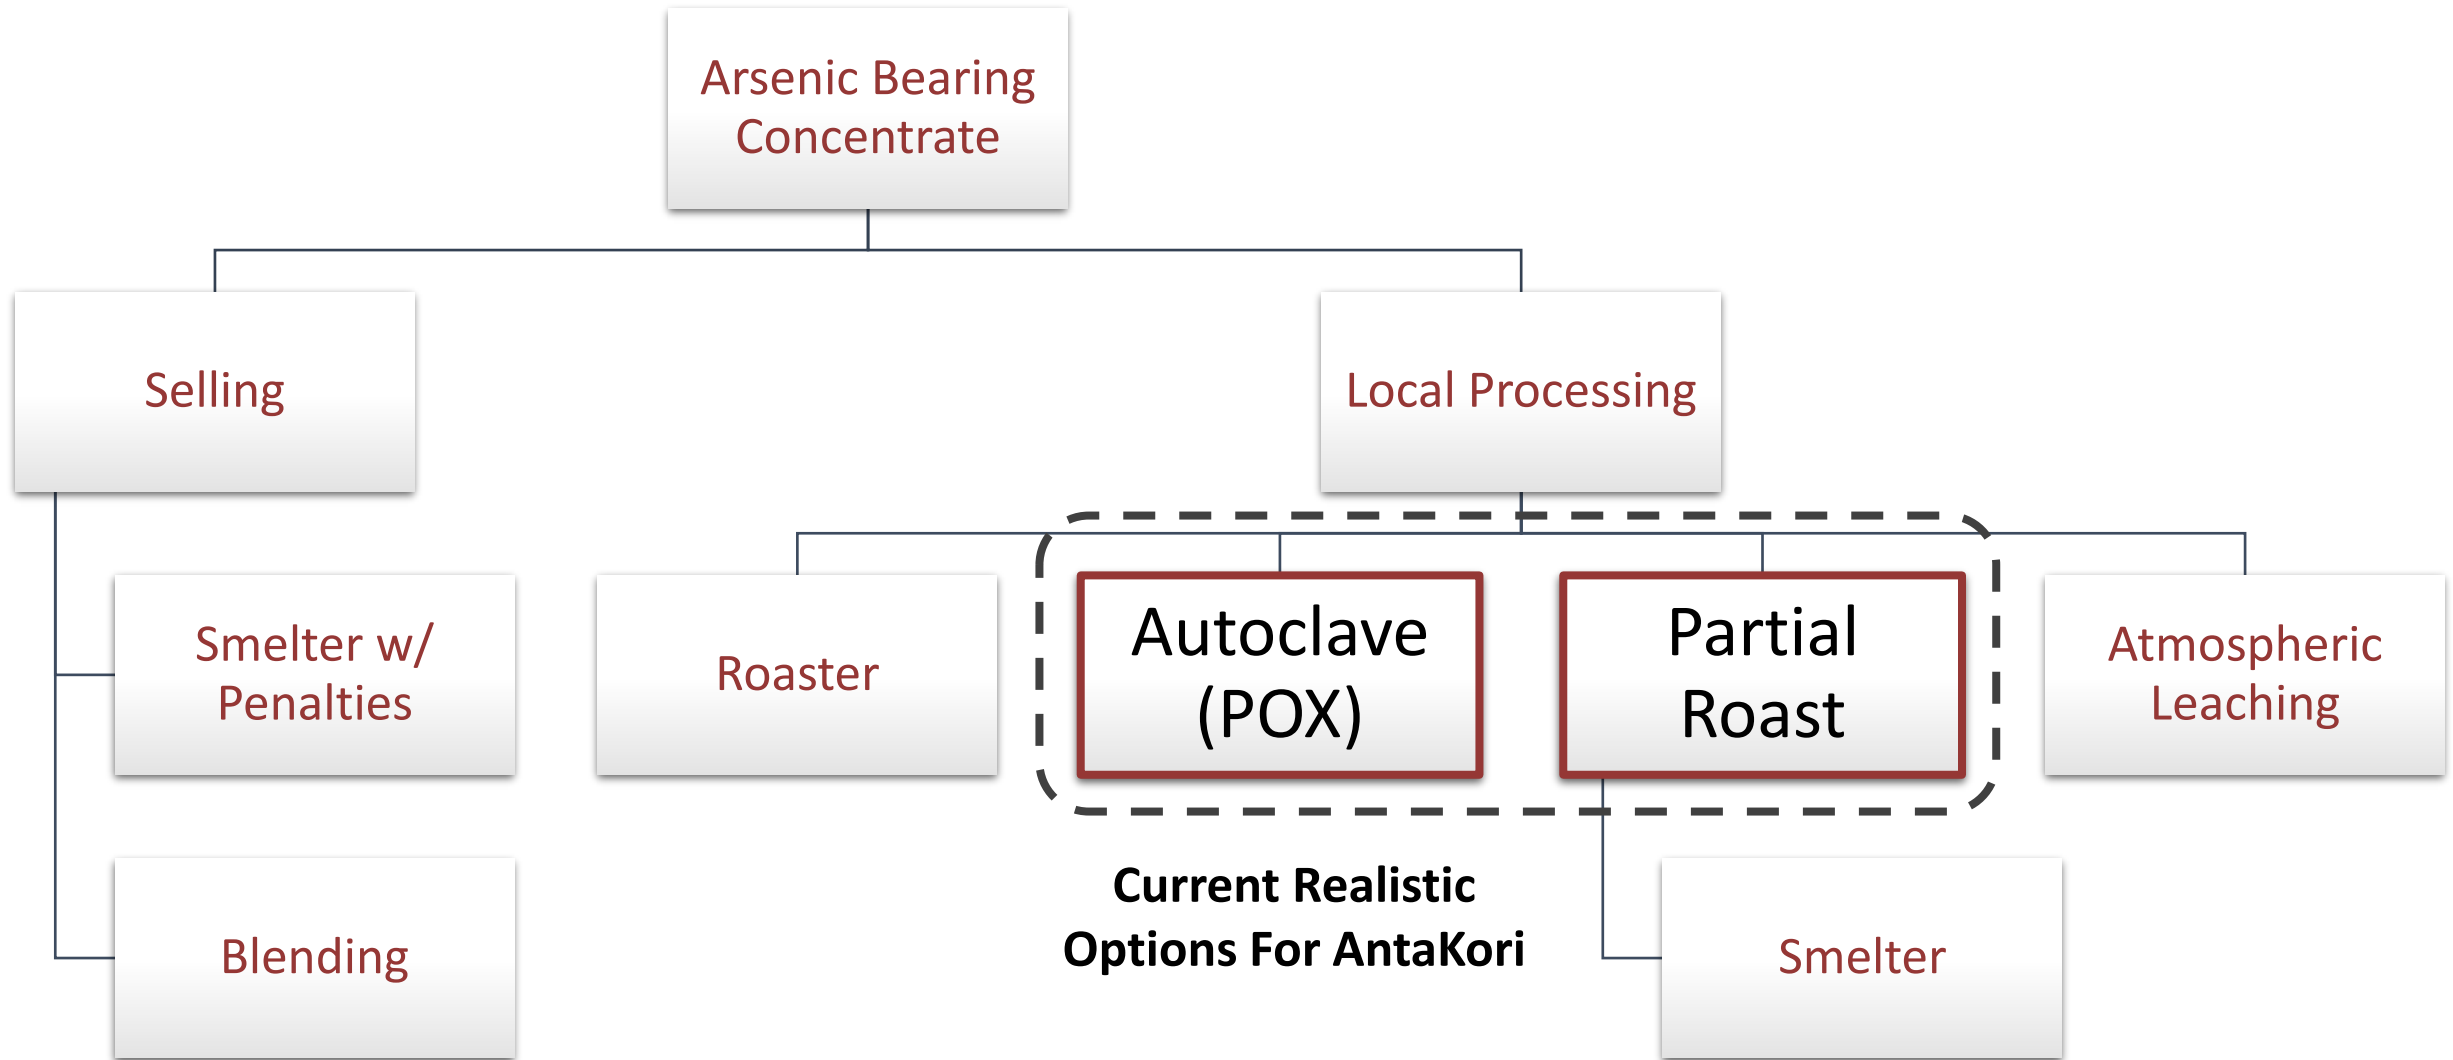 Arsenic Bearing
Concentrate
Selling
Local Processing
Smelter w/
Penalties
Roaster
Autoclave
(POX)
Partial
Roast
Atmospheric
Leaching
Blending
Current Realistic
Options For AntaKori
Smelter